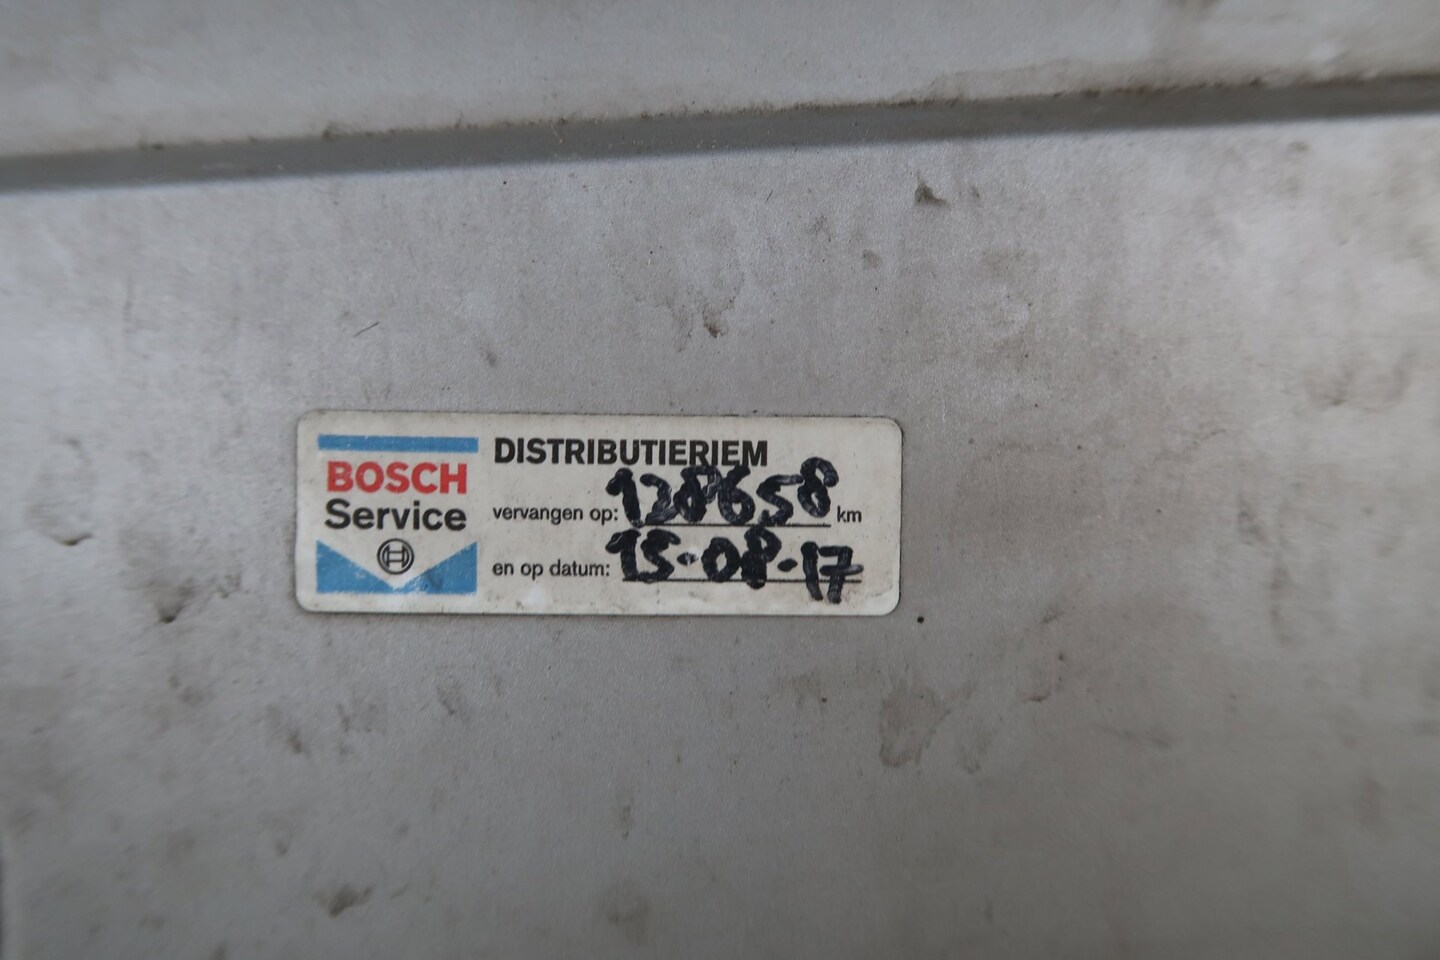 BOSCH
Service
DISTRIBUTIERIEM
vervangen op: 128658 km
en op datum: 15-08-17